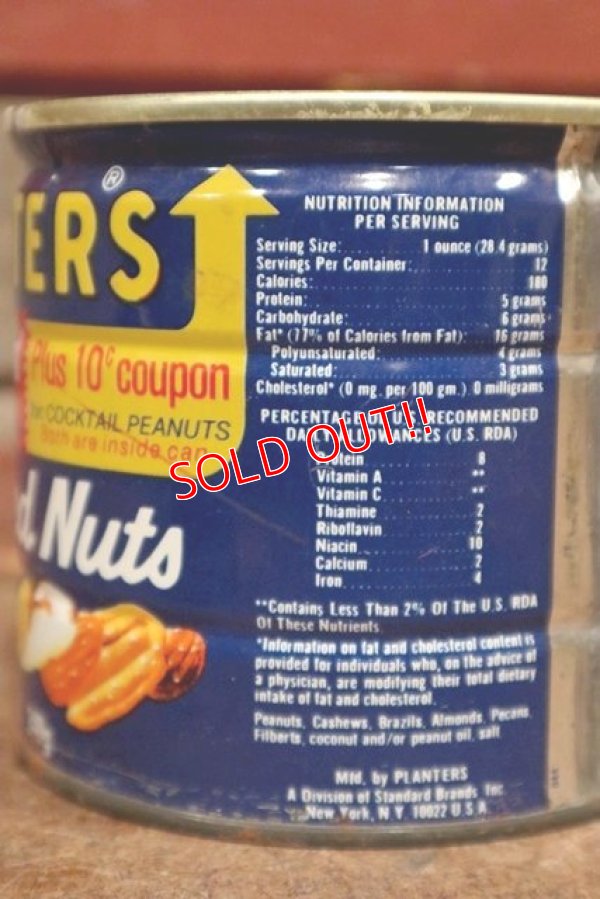 TERS®
Plus 10¢ coupon
COCKTAIL PEANUTS
Both are inside can
d Nuts
NUTRITION INFORMATION
PER SERVING
Serving Size: 1 ounce (28.4 grams)
Servings Per Container: 12
Calories: 180
Protein: 5 grams
Carbohydrate: 6 grams
Fat* (77% of Calories from Fat): 16 grams
Polyunsaturated: 4 grams
Saturated: 3 grams
Cholesterol* (0 mg. per 100 gm.) 0 milligrams
PERCENTAGE OF U.S. RECOMMENDED
DAILY ALLOWANCES (U.S. RDA)
Protein 8
Vitamin A **
Vitamin C **
Thiamine 2
Riboflavin 2
Niacin 10
Calcium 2
Iron 4
**Contains Less Than 2% Of The U.S. RDA
Of These Nutrients.
*Information on fat and cholesterol content is
provided for individuals who, on the advice of
a physician, are modifying their total dietary
intake of fat and cholesterol.
Peanuts, Cashews, Brazils, Almonds, Pecans,
Filberts, coconut and/or peanut oil, salt
Mfd. by PLANTERS
A Division of Standard Brands Inc.
New York, N.Y. 10022 U.S.A.
SOLD OUT!!